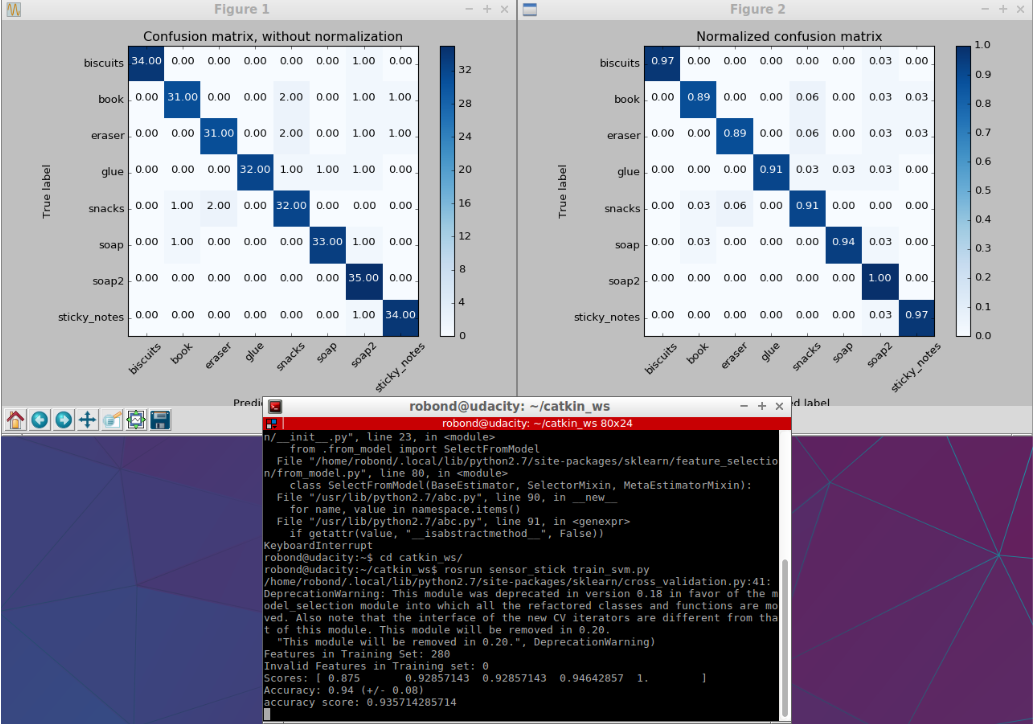 Figure 1
Confusion matrix, without normalization
biscuits 34.00 0.00 0.00 0.00 0.00 0.00 1.00 0.00
book 0.00 31.00 0.00 0.00 2.00 0.00 1.00 1.00
eraser 0.00 0.00 31.00 0.00 2.00 0.00 1.00 1.00
glue 0.00 0.00 0.00 32.00 1.00 1.00 1.00 0.00
snacks 0.00 1.00 2.00 0.00 32.00 0.00 0.00 0.00
soap 0.00 1.00 0.00 0.00 0.00 33.00 1.00 0.00
soap2 0.00 0.00 0.00 0.00 0.00 0.00 35.00 0.00
sticky_notes 0.00 0.00 0.00 0.00 0.00 0.00 1.00 34.00
True label
biscuits book eraser glue snacks soap soap2 sticky_notes
32
28
24
20
16
12
8
4
0
Predi
Figure 2
Normalized confusion matrix
biscuits 0.97 0.00 0.00 0.00 0.00 0.00 0.03 0.00
book 0.00 0.89 0.00 0.00 0.06 0.00 0.03 0.03
eraser 0.00 0.00 0.89 0.00 0.06 0.00 0.03 0.03
glue 0.00 0.00 0.00 0.91 0.03 0.03 0.03 0.00
snacks 0.00 0.03 0.06 0.00 0.91 0.00 0.00 0.00
soap 0.00 0.03 0.00 0.00 0.00 0.94 0.03 0.00
soap2 0.00 0.00 0.00 0.00 0.00 0.00 1.00 0.00
sticky_notes 0.00 0.00 0.00 0.00 0.00 0.00 0.03 0.97
True label
biscuits book eraser glue snacks soap soap2 sticky_notes
1.0
0.9
0.8
0.7
0.6
0.5
0.4
0.3
0.2
0.1
0.0
ed label
robond@udacity: ~/catkin_ws
robond@udacity: ~/catkin_ws 80x24
n/__init__.py", line 23, in <module>
from .from_model import SelectFromModel
File "/home/robond/.local/lib/python2.7/site-packages/sklearn/feature_selectio
n/from_model.py", line 80, in <module>
class SelectFromModel(BaseEstimator, SelectorMixin, MetaEstimatorMixin):
File "/usr/lib/python2.7/abc.py", line 90, in __new__
for name, value in namespace.items()
File "/usr/lib/python2.7/abc.py", line 91, in <genexpr>
if getattr(value, "__isabstractmethod__", False))
KeyboardInterrupt
robond@udacity:~$ cd catkin_ws/
robond@udacity:~/catkin_ws$ rosrun sensor_stick train_svm.py
/home/robond/.local/lib/python2.7/site-packages/sklearn/cross_validation.py:41:
DeprecationWarning: This module was deprecated in version 0.18 in favor of the m
odel_selection module into which all the refactored classes and functions are mo
ved. Also note that the interface of the new CV iterators are different from tha
t of this module. This module will be removed in 0.20.
"This module will be removed in 0.20.", DeprecationWarning)
Features in Training Set: 280
Invalid Features in Training set: 0
Scores: [ 0.875 0.92857143 0.92857143 0.94642857 1. ]
Accuracy: 0.94 (+/- 0.08)
accuracy score: 0.935714285714